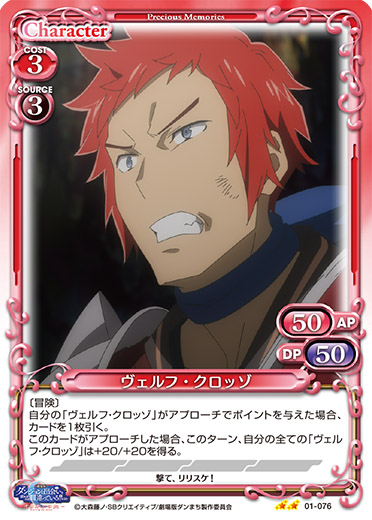 Precious Memories
Character
COST
3
SOURCE
3
50 AP
DP 50
ヴェルフ・クロッゾ
〔冒険〕
自分の「ヴェルフ・クロッゾ」がアプローチでポイントを与えた場合、
カードを1枚引く。
このカードがアプローチした場合、このターン、自分の全ての「ヴェル
フ・クロッゾ」は+20/+20を得る。
撃て、リリスケ!
©大森藤ノ・SBクリエイティブ/劇場版ダンまち製作委員会
01-076